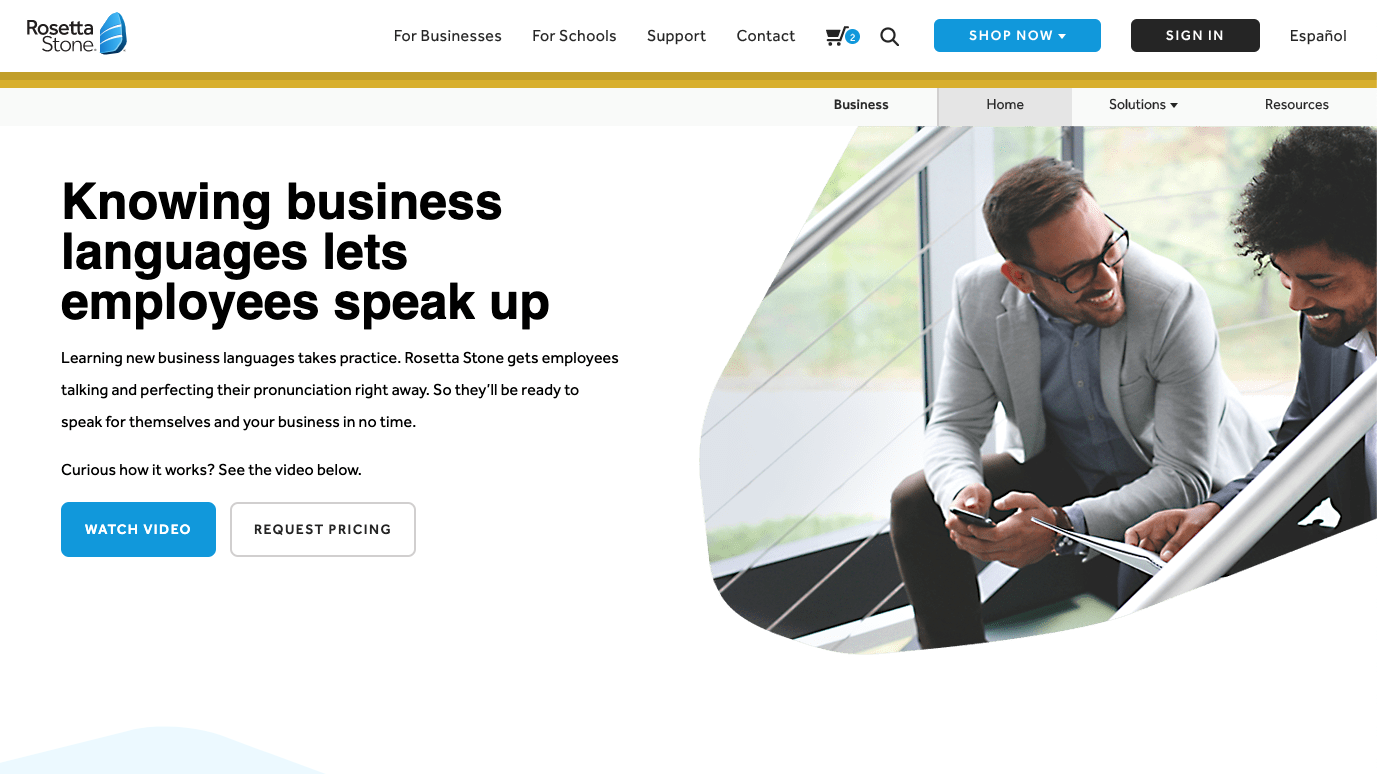 Rosetta
Stone
For Businesses
For Schools
Support
Contact
2
SHOP NOW
SIGN IN
Español
Business
Home
Solutions
Resources
Knowing business
languages lets
employees speak up
Learning new business languages takes practice. Rosetta Stone gets employees
talking and perfecting their pronunciation right away. So they’ll be ready to
speak for themselves and your business in no time.
Curious how it works? See the video below.
WATCH VIDEO
REQUEST PRICING